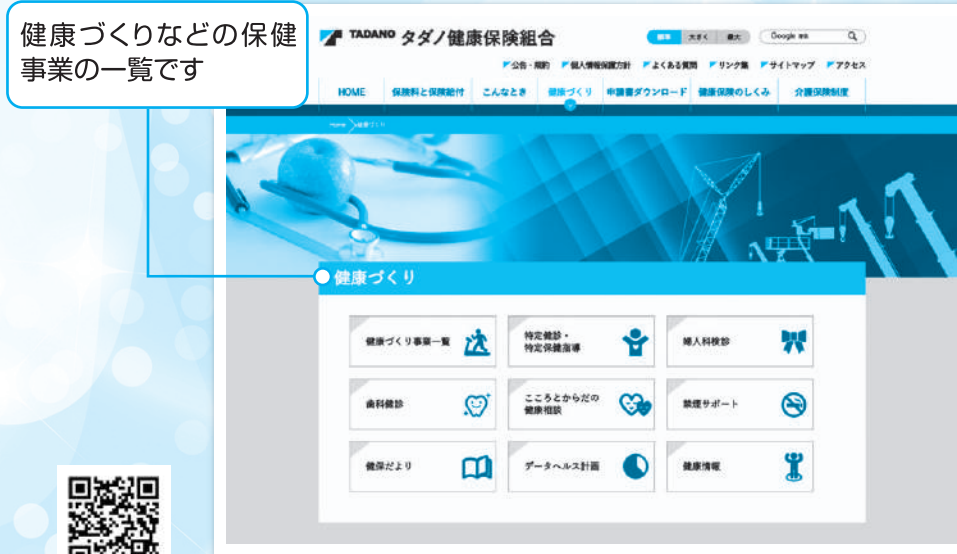 健康づくりなどの保健
事業の一覧です
TADANO タダノ健康保険組合
標準 大きく 最大 Google 検索
公告・規約 個人情報保護方針 よくある質問 リンク集 サイトマップ アクセス
HOME 保険料と保険給付 こんなとき 健康づくり 申請書ダウンロード 健康保険のしくみ 介護保険制度
Home 健康づくり
健康づくり
健康づくり事業一覧
特定健診・
特定保健指導
婦人科検診
歯科健診
こころとからだの
健康相談
禁煙サポート
健保だより
データヘルス計画
健康情報